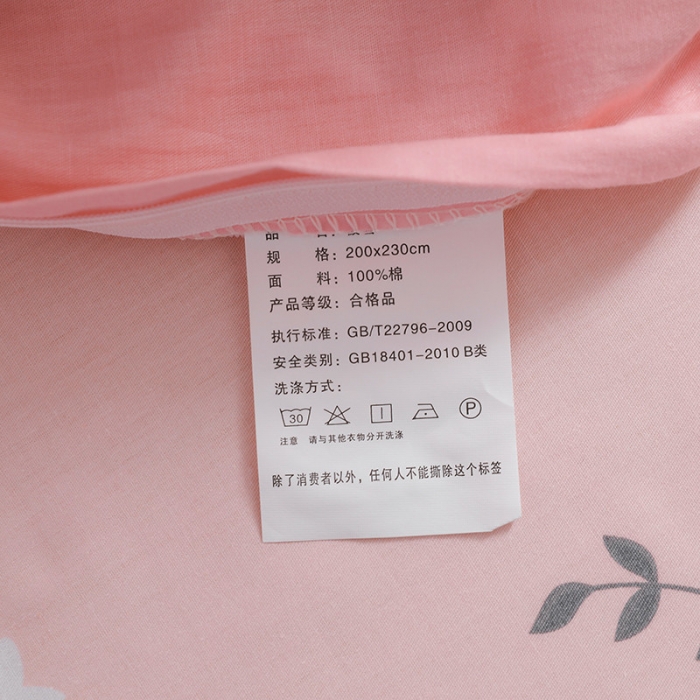 规 格：200x230cm
面 料：100%棉
产品等级：合格品
执行标准：GB/T22796-2009
安全类别：GB18401-2010 B类
洗涤方式：
30 P
注意 请与其他衣物分开洗涤
除了消费者以外，任何人不能撕除这个标签